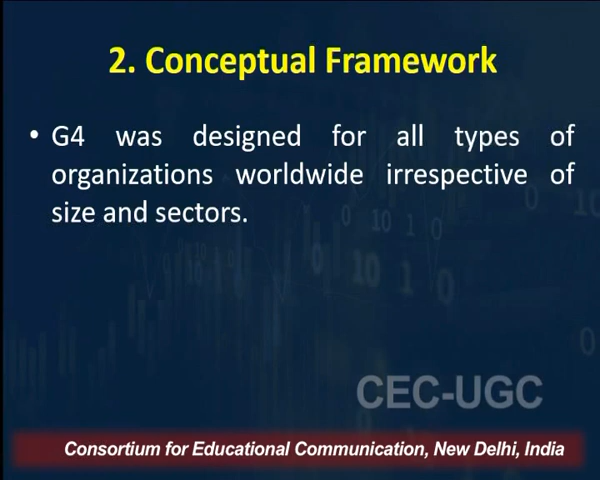 2. Conceptual Framework
• G4 was designed for all types of
organizations worldwide irrespective of
size and sectors.
CEC-UGC
Consortium for Educational Communication, New Delhi, India